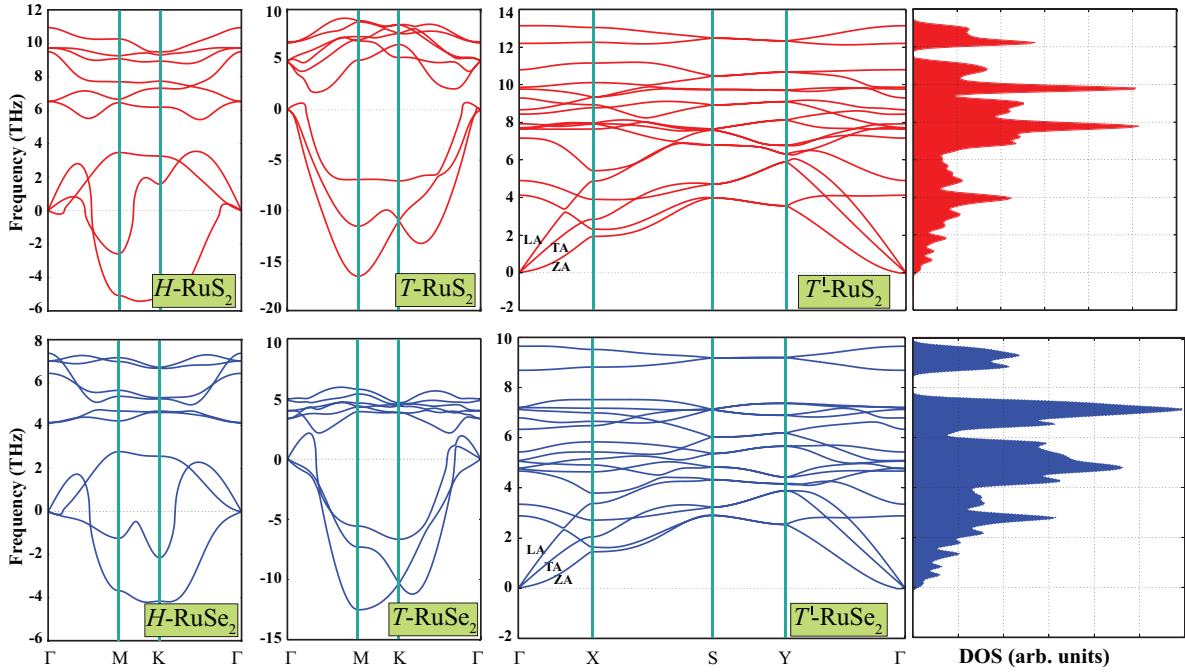 Frequency (THz)
12
10
8
6
4
2
0
-2
-4
-6
H-RuS2
10
5
0
-5
-10
-15
-20
T-RuS2
14
12
10
8
6
4
2
0
-2
LA
TA
ZA
T'-RuS2
Frequency (THz)
8
6
4
2
0
-2
-4
-6
H-RuSe2
Γ M K Γ
10
5
0
-5
-10
-15
T-RuSe2
Γ M K Γ
10
8
6
4
2
0
-2
LA
TA
ZA
T'-RuSe2
Γ X S Y Γ
DOS (arb. units)